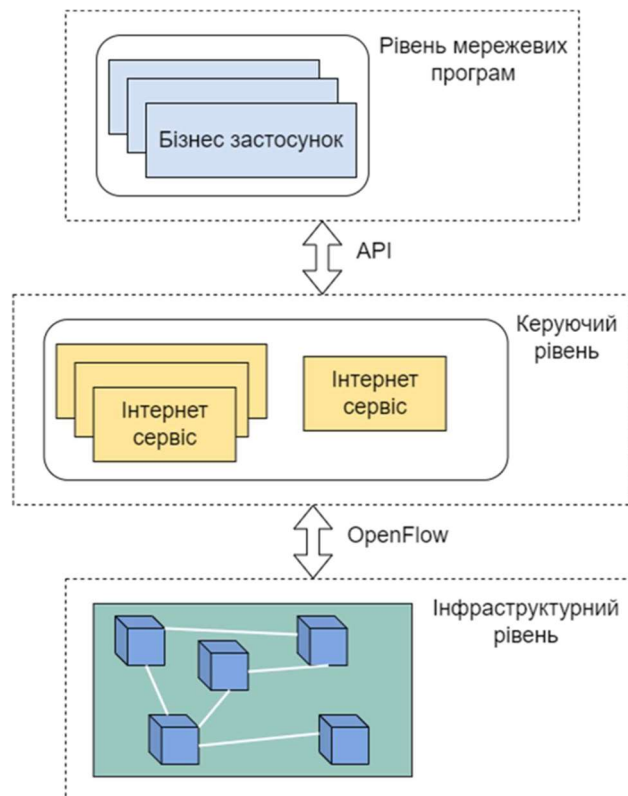 Рівень мережевих
програм
Бізнес застосунок
API
Керуючий
рівень
Інтернет
сервіс
Інтернет
сервіс
OpenFlow
Інфраструктурний
рівень